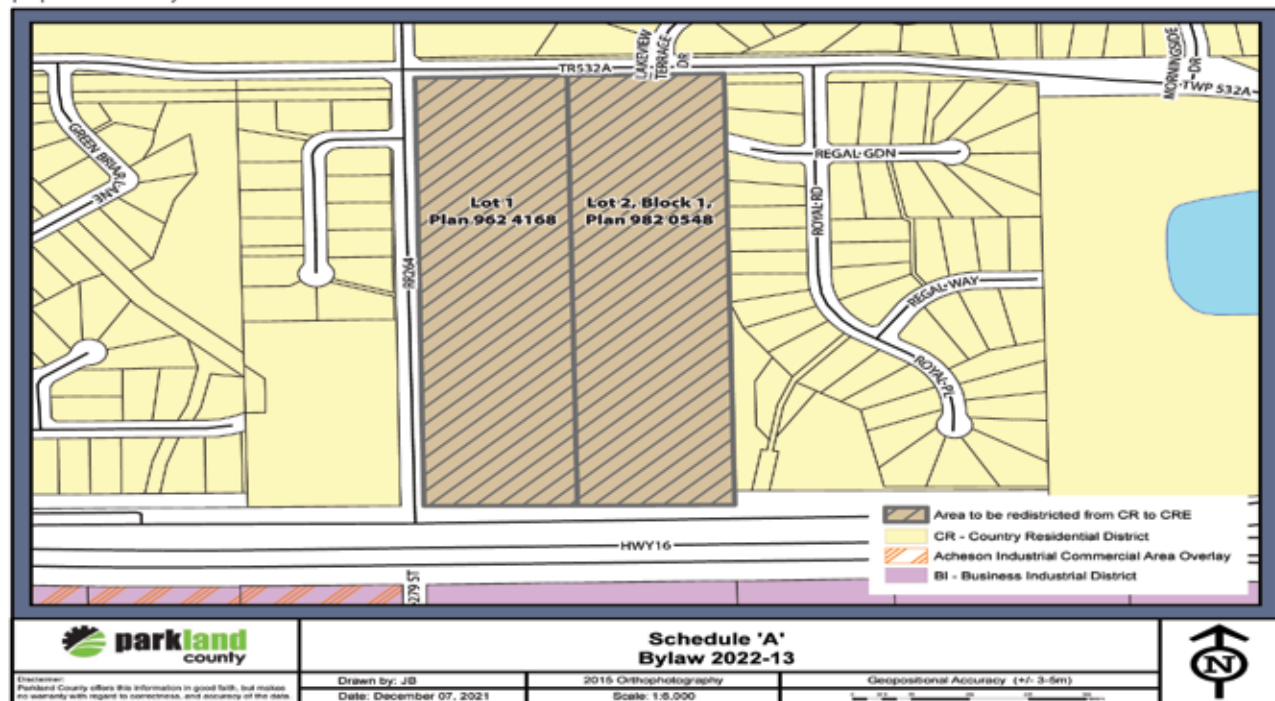 LAKEVIEW
TERRACE
DR
MORNINGSIDE
DR
TR532A
TWP 532A
GREEN BRIAR LANE
REGAL GDN
Lot 1
Plan 962 4168
Lot 2, Block 1,
Plan 982 0548
ROYAL RD
RR264
REGAL WAY
ROYAL PL
HWY16
279 ST
Area to be redistricted from CR to CRE
CR - Country Residential District
Acheson Industrial Commercial Area Overlay
BI - Business Industrial District
parkland
county
Schedule 'A'
Bylaw 2022-13
N
Disclaimer:
Parkland County offers this information in good faith, but makes
no warranty with regard to correctness, and accuracy of the data.
Drawn by: JB
2015 Orthophotography
Geopositional Accuracy (+/- 3-5m)
Date: December 07, 2021
Scale: 1:6,000